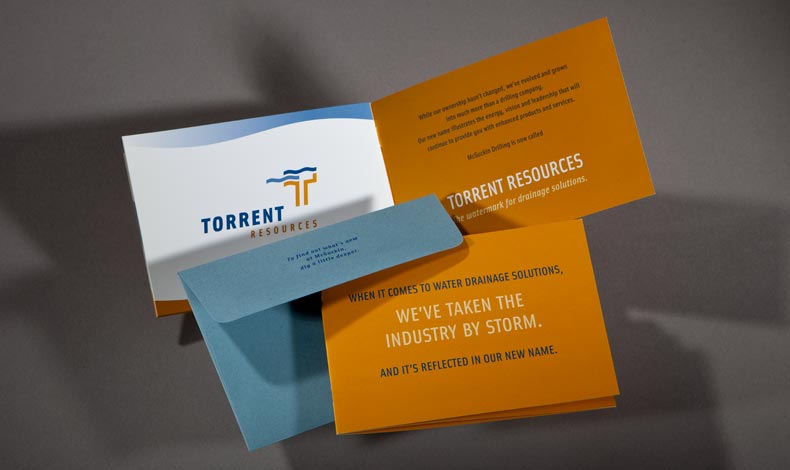 TORRENT
RESOURCES
While our ownership hasn't changed, we've evolved and grown
into much more than a drilling company.
Our new name illustrates the energy, vision and leadership that will
continue to provide you with enhanced products and services.
McGuckin Drilling is now called
TORRENT RESOURCES
The watermark for drainage solutions.
To find out what's new
at McGuckin,
dig a little deeper.
WHEN IT COMES TO WATER DRAINAGE SOLUTIONS,
WE'VE TAKEN THE
INDUSTRY BY STORM.
AND IT'S REFLECTED IN OUR NEW NAME.